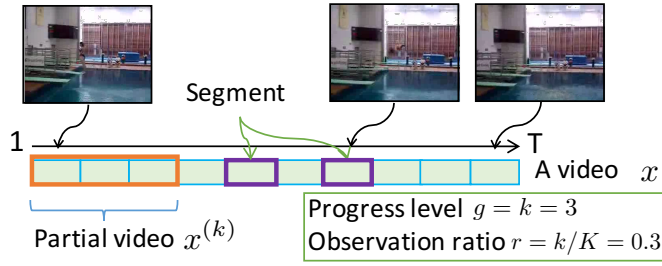 Segment
1
T
A video x
Partial video x^{(k)}
Progress level g = k = 3
Observation ratio r = k/K = 0.3